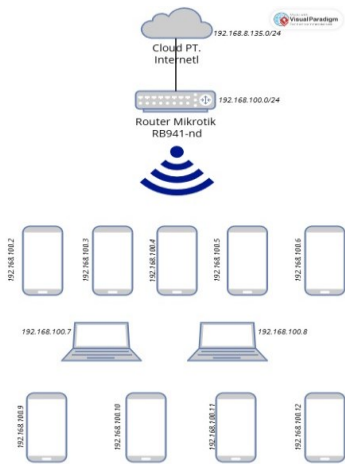 192.168.8.135.0/24
VisualParadigm
Cloud PT.
Internetl
192.168.100.0/24
Router Mikrotik
RB941-nd
192.168.100.2
192.168.100.3
192.168.100.4
192.168.100.5
192.168.100.6
192.168.100.7
192.168.100.8
192.168.100.9
192.168.100.10
192.168.100.11
192.168.100.12